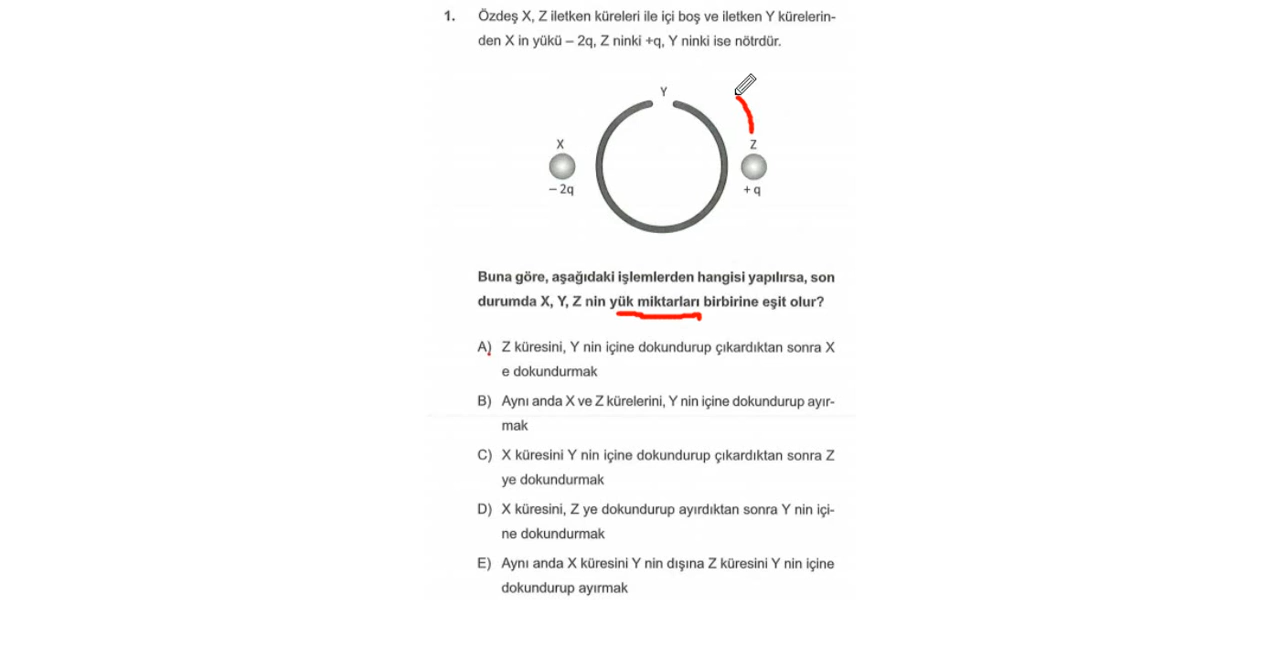 1. Özdeş X, Z iletken küreleri ile içi boş ve iletken Y kürelerin-
den X in yükü – 2q, Z ninki +q, Y ninki ise nötrdür.
Y
X
Z
– 2q
+ q
Buna göre, aşağıdaki işlemlerden hangisi yapılırsa, son
durumda X, Y, Z nin yük miktarları birbirine eşit olur?
A) Z küresini, Y nin içine dokundurup çıkardıktan sonra X
e dokundurmak
B) Aynı anda X ve Z kürelerini, Y nin içine dokundurup ayır-
mak
C) X küresini Y nin içine dokundurup çıkardıktan sonra Z
ye dokundurmak
D) X küresini, Z ye dokundurup ayırdıktan sonra Y nin içi-
ne dokundurmak
E) Aynı anda X küresini Y nin dışına Z küresini Y nin içine
dokundurup ayırmak